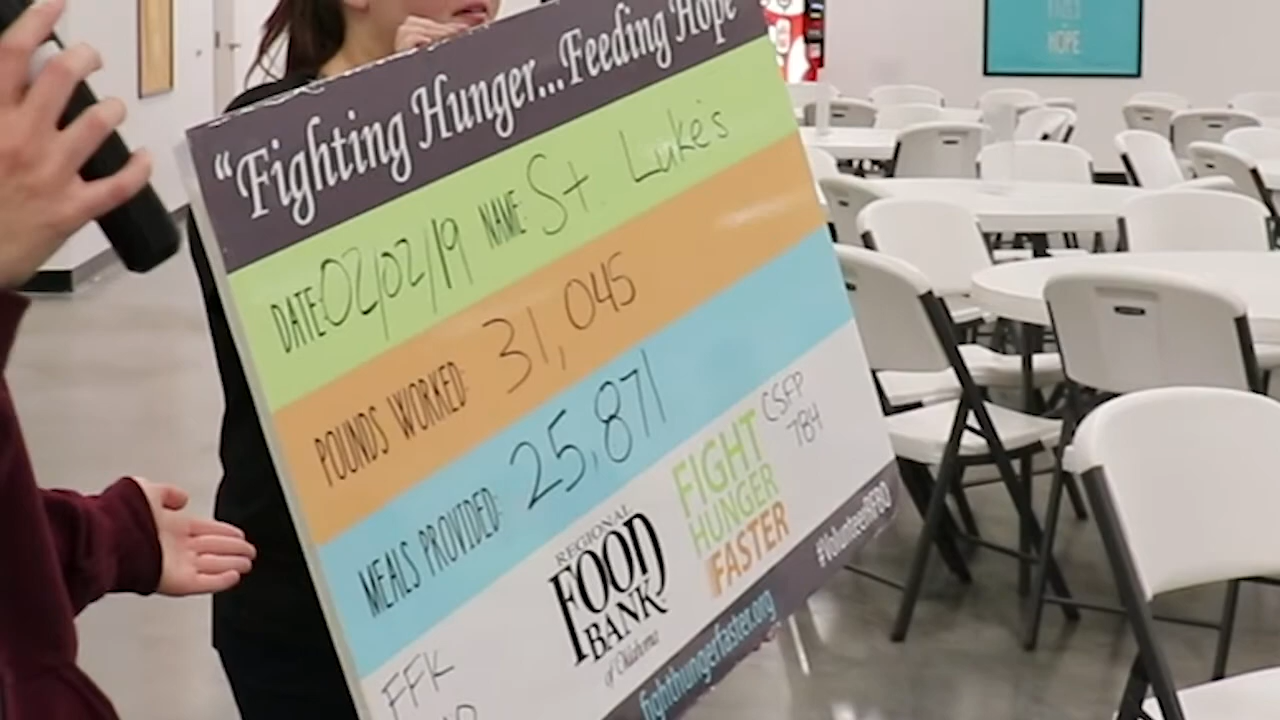 “Fighting Hunger...Feeding Hope
DATE: 02/02/19 NAME: St. Luke's
POUNDS WORKED: 31,045
MEALS PROVIDED: 25,871
FFK
REGIONAL
FOOD
BANK
of Oklahoma
FIGHT
HUNGER
FASTER
CSFP
784
fighthungerfaster.org
#VolunteerRFBO
HOPE